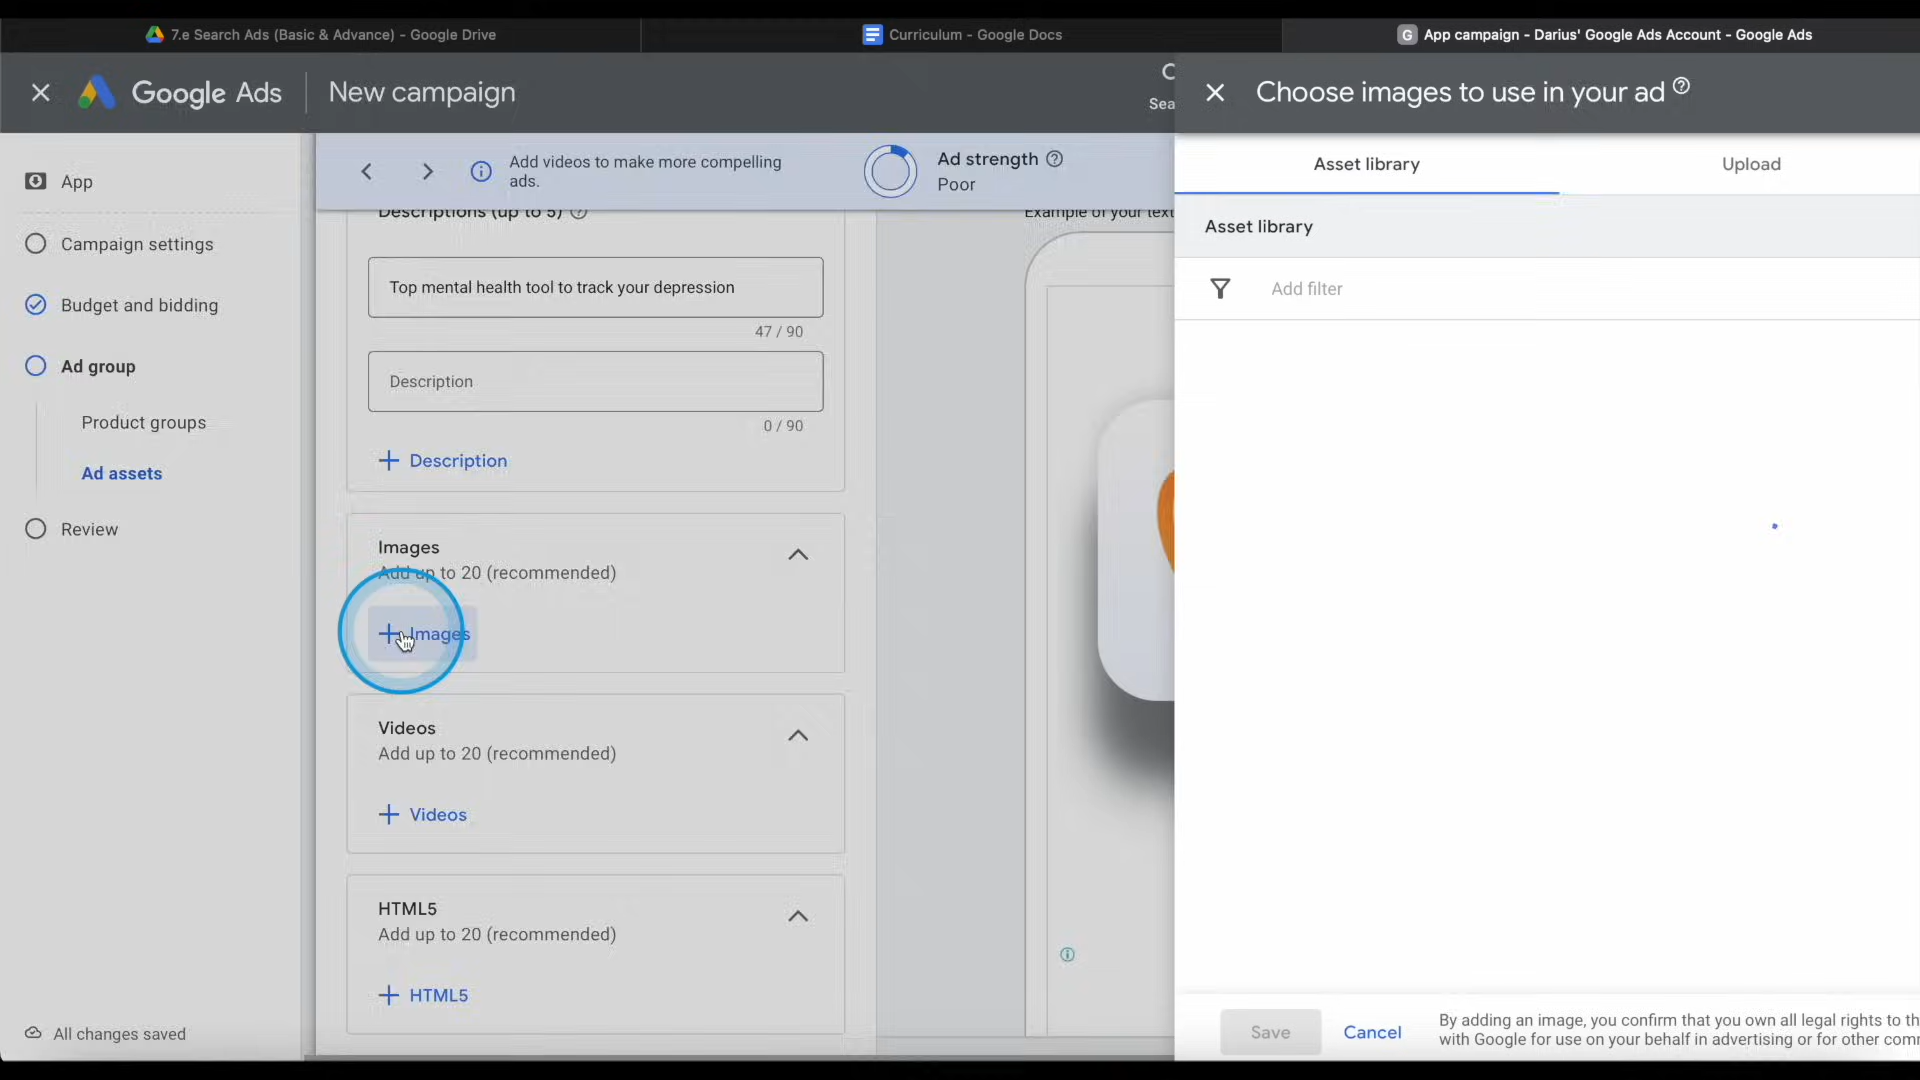 7.e Search Ads (Basic & Advance) - Google Drive
Curriculum - Google Docs
G App campaign - Darius' Google Ads Account - Google Ads
Google Ads
New campaign
Choose images to use in your ad
App
Campaign settings
Budget and bidding
Ad group
Product groups
Ad assets
Review
All changes saved
Add videos to make more compelling
ads.
Ad strength
Poor
Descriptions (up to 5)
Top mental health tool to track your depression
47 / 90
Description
0 / 90
+ Description
Images
Add up to 20 (recommended)
+ Images
Videos
Add up to 20 (recommended)
+ Videos
HTML5
Add up to 20 (recommended)
+ HTML5
Example of your text
Asset library
Upload
Asset library
Add filter
Save
Cancel
By adding an image, you confirm that you own all legal rights to
with Google for use on your behalf in advertising or for other